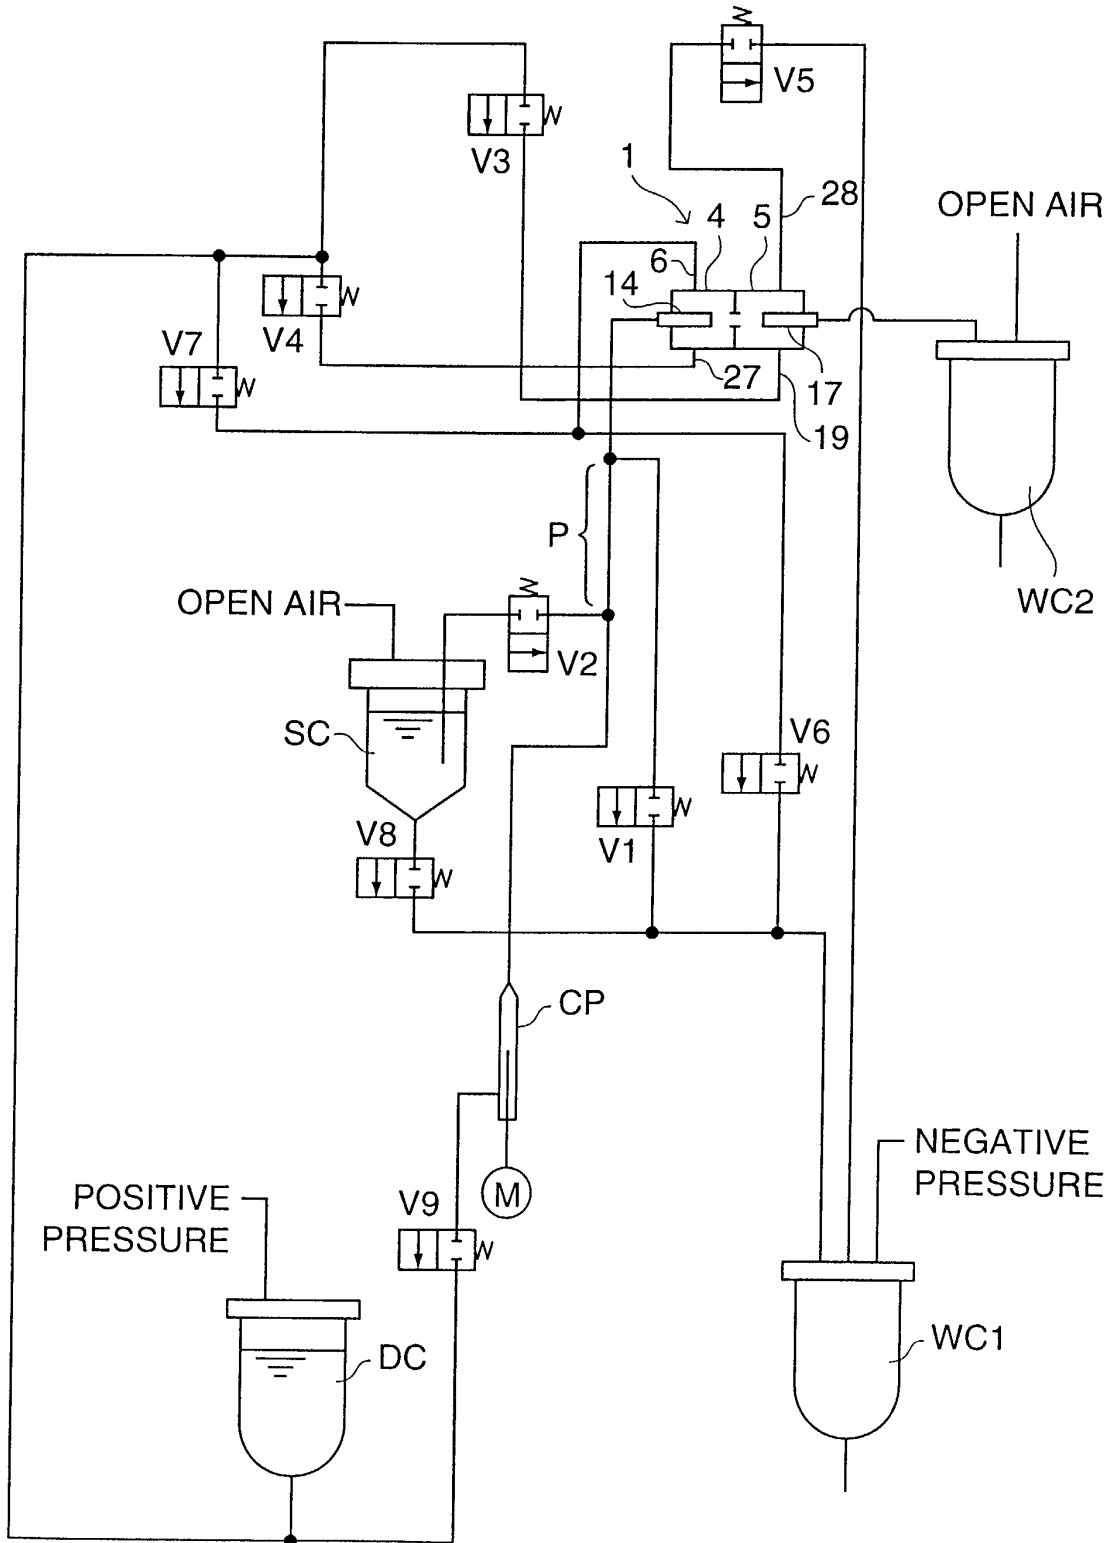 V5
V3
1
28
OPEN AIR
4
5
6
14
V4
V7
27
17
19
P
OPEN AIR
WC2
V2
SC
V6
V8
V1
CP
NEGATIVE
PRESSURE
M
POSITIVE
PRESSURE
V9
WC1
DC